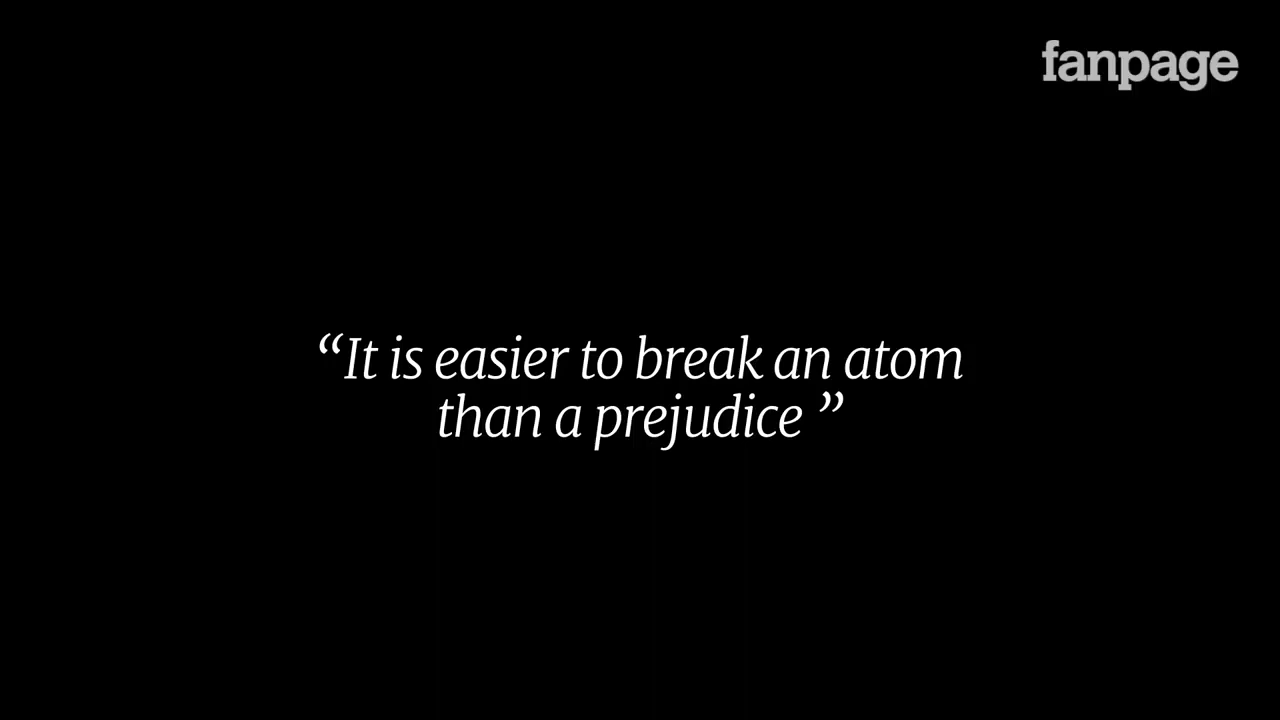 fanpage
“It is easier to break an atom
than a prejudice ”